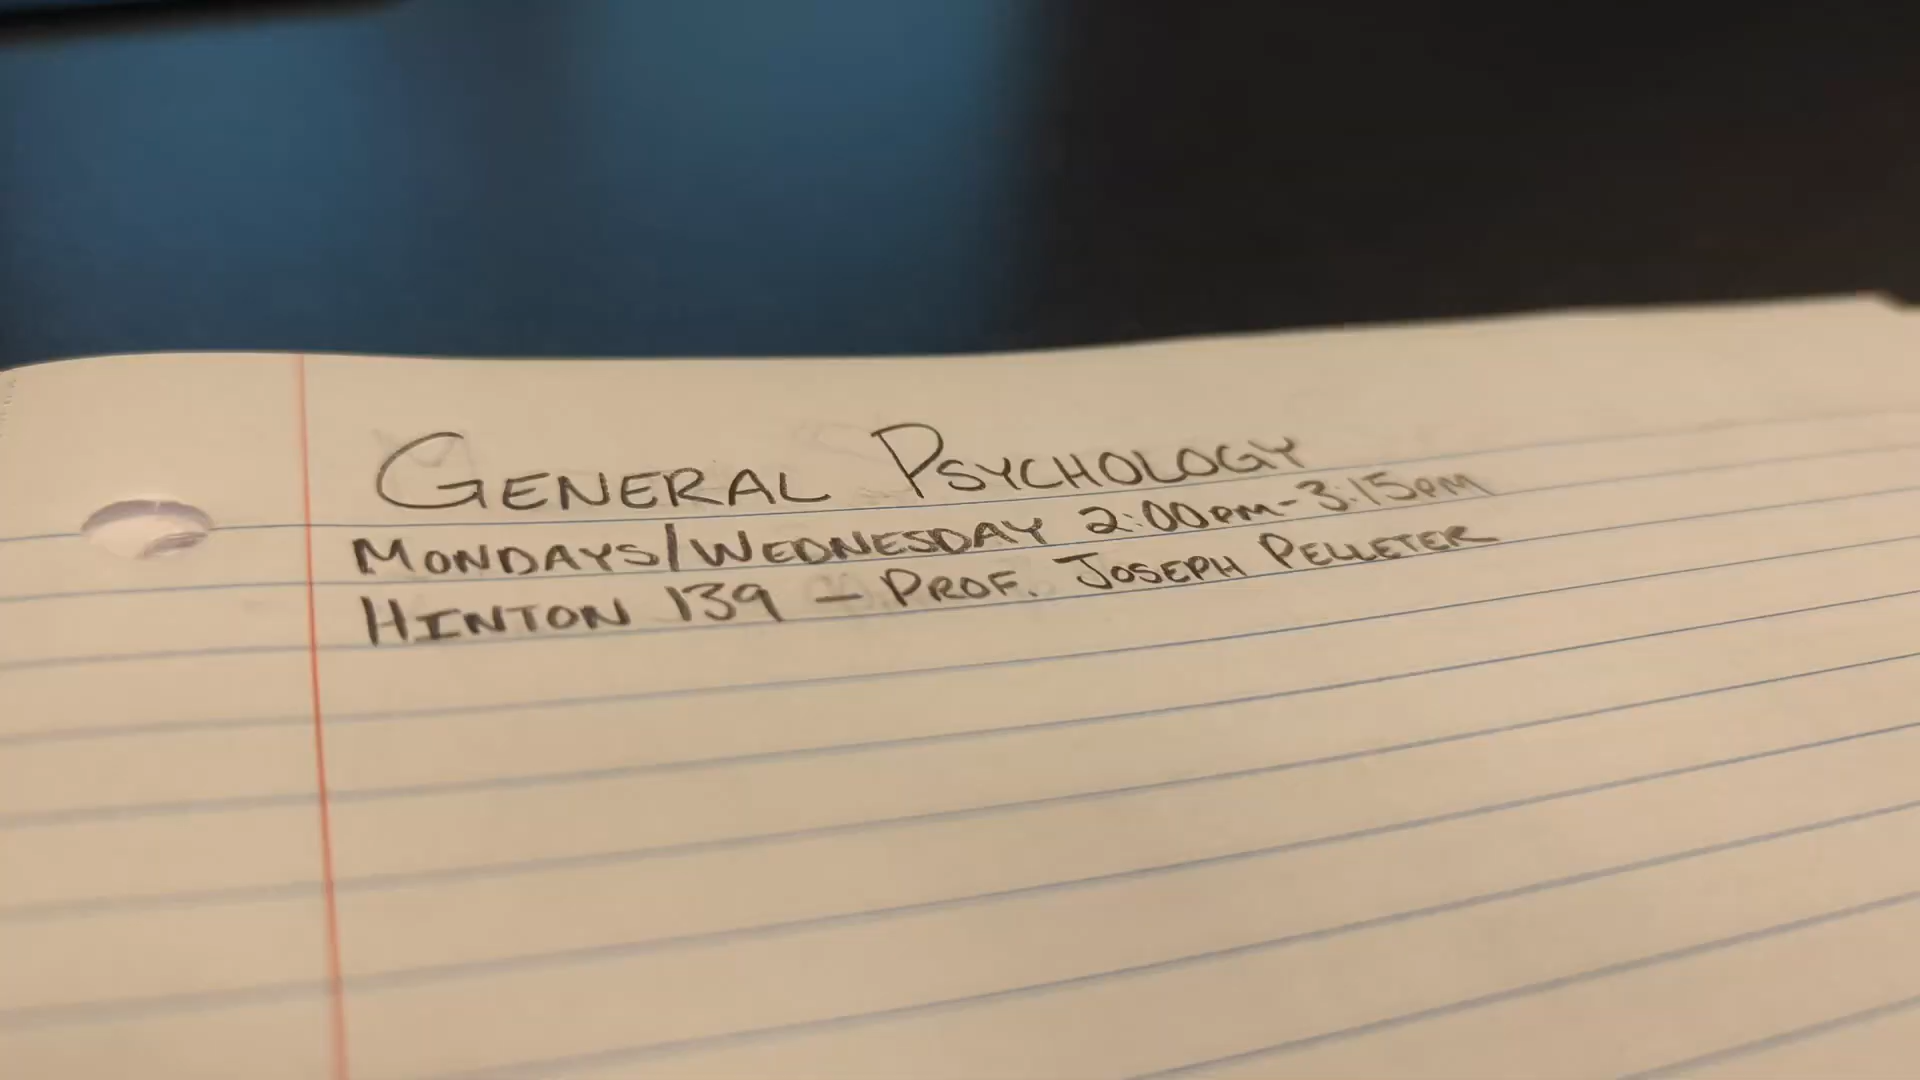 GENERAL PSYCHOLOGY
MONDAYS/WEDNESDAY 2:00PM-3:15PM
HINTON 139 - PROF. JOSEPH PELLETER